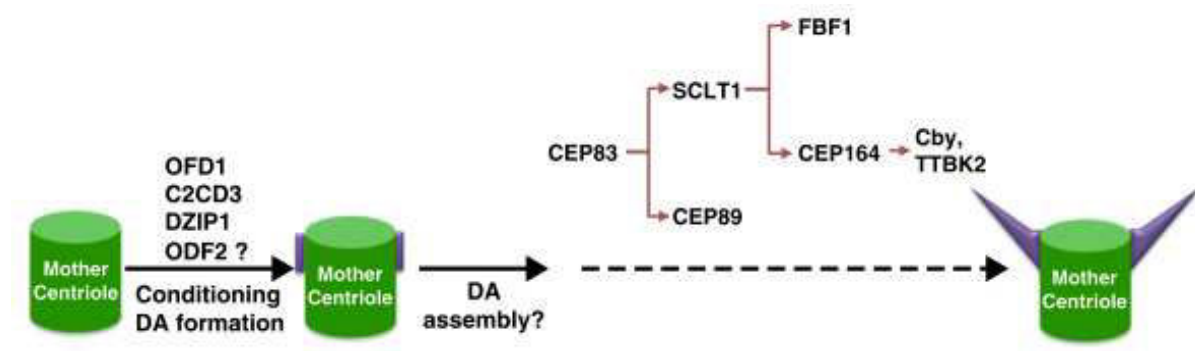 FBF1
SCLT1
CEP83
CEP164
Cby,
TTBK2
CEP89
OFD1
C2CD3
DZIP1
ODF2 ?
Mother
Centriole
Conditioning
DA formation
Mother
Centriole
DA
assembly?
Mother
Centriole